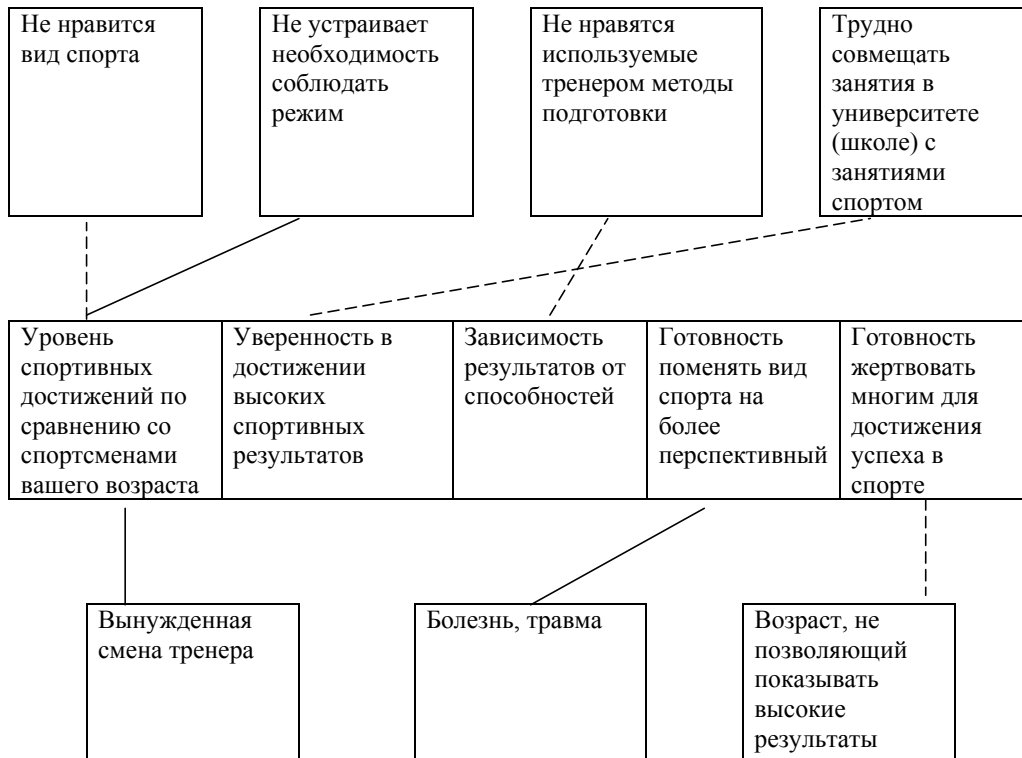 Не нравится
вид спорта
Не устраивает
необходимость
соблюдать
режим
Не нравятся
используемые
тренером методы
подготовки
Трудно
совмещать
занятия в
университете
(школе) с
занятиями
спортом
Уровень
спортивных
достижений по
сравнению со
спортсменами
вашего возраста
Уверенность в
достижении
высоких
спортивных
результатов
Зависимость
результатов от
способностей
Готовность
поменять вид
спорта на
более
перспективный
Готовность
жертвовать
многим для
достижения
успеха в
спорте
Вынужденная
смена тренера
Болезнь, травма
Возраст, не
позволяющий
показывать
высокие
результаты